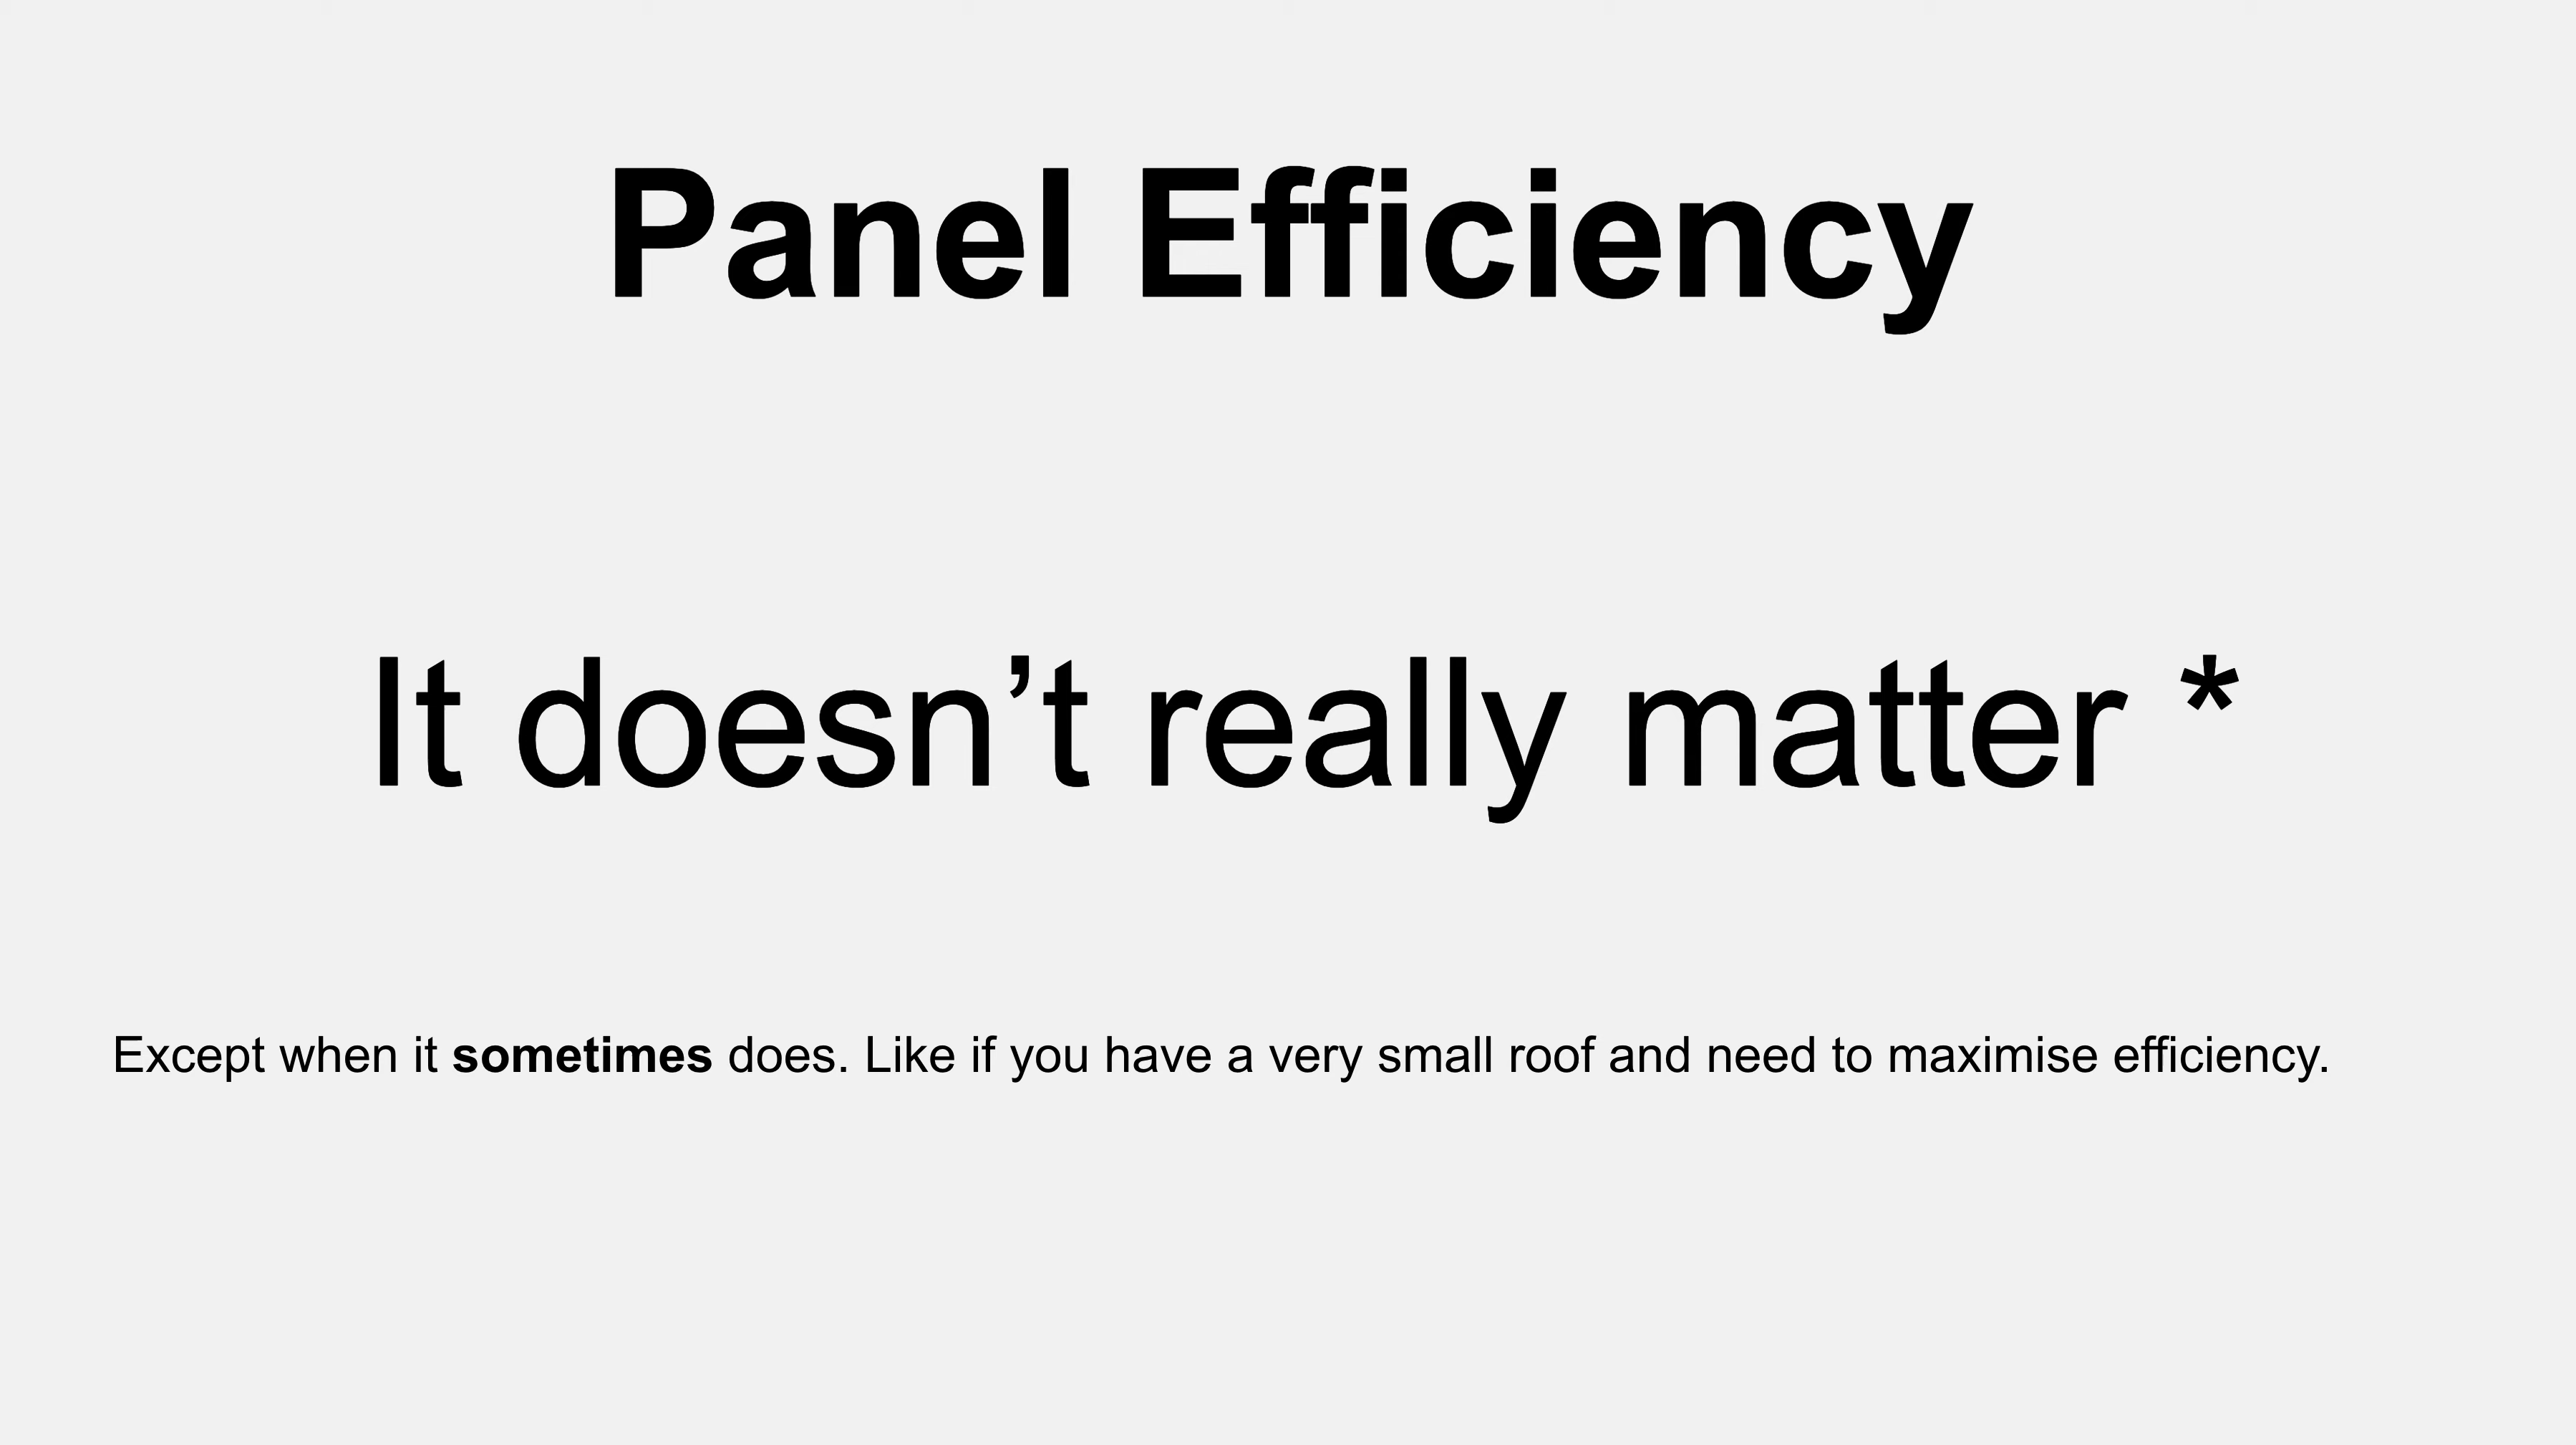 Panel Efficiency
It doesn’t really matter *
Except when it sometimes does. Like if you have a very small roof and need to maximise efficiency.